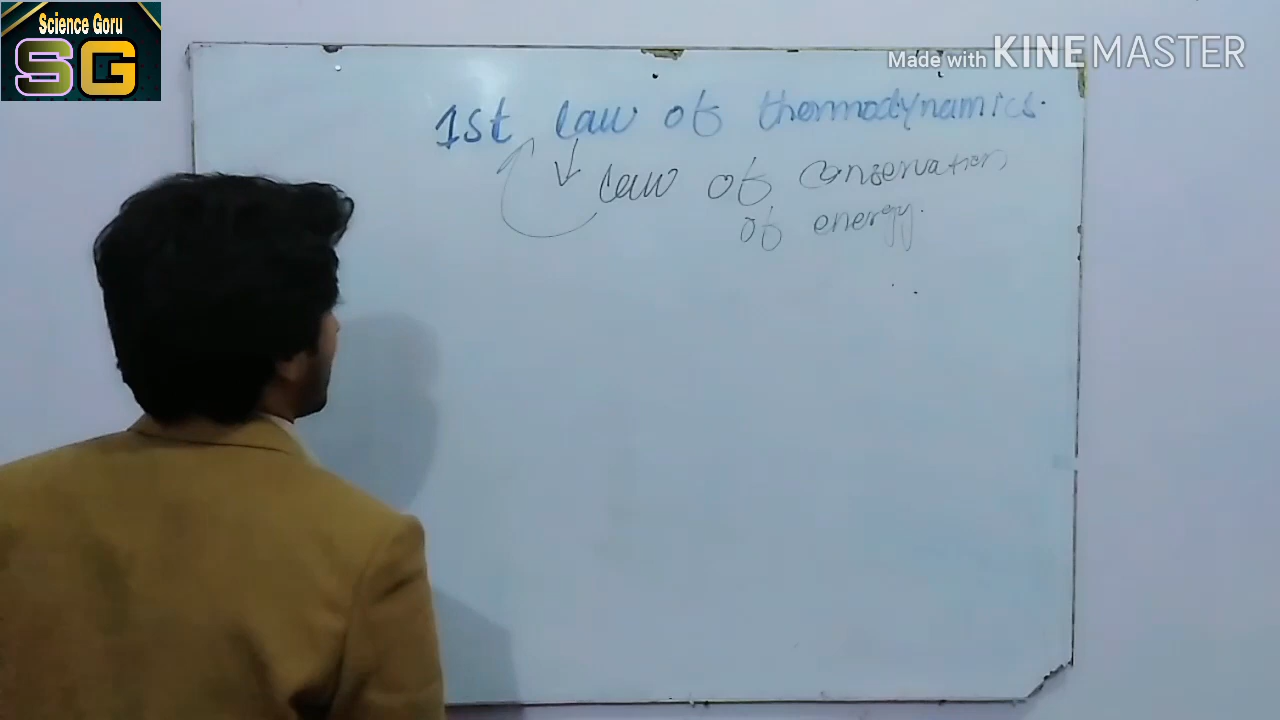 Science Goru
SG
Made with KINEMASTER
1st law of thermodynamics.
law of conservation
of energy.